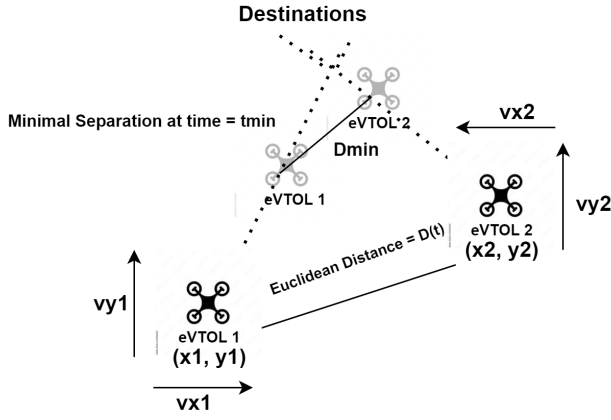 Destinations
Minimal Separation at time = tmin
eVTOL 2
Dmin
eVTOL 1
vx2
vy2
eVTOL 2
(x2, y2)
Euclidean Distance = D(t)
vy1
eVTOL 1
(x1, y1)
vx1